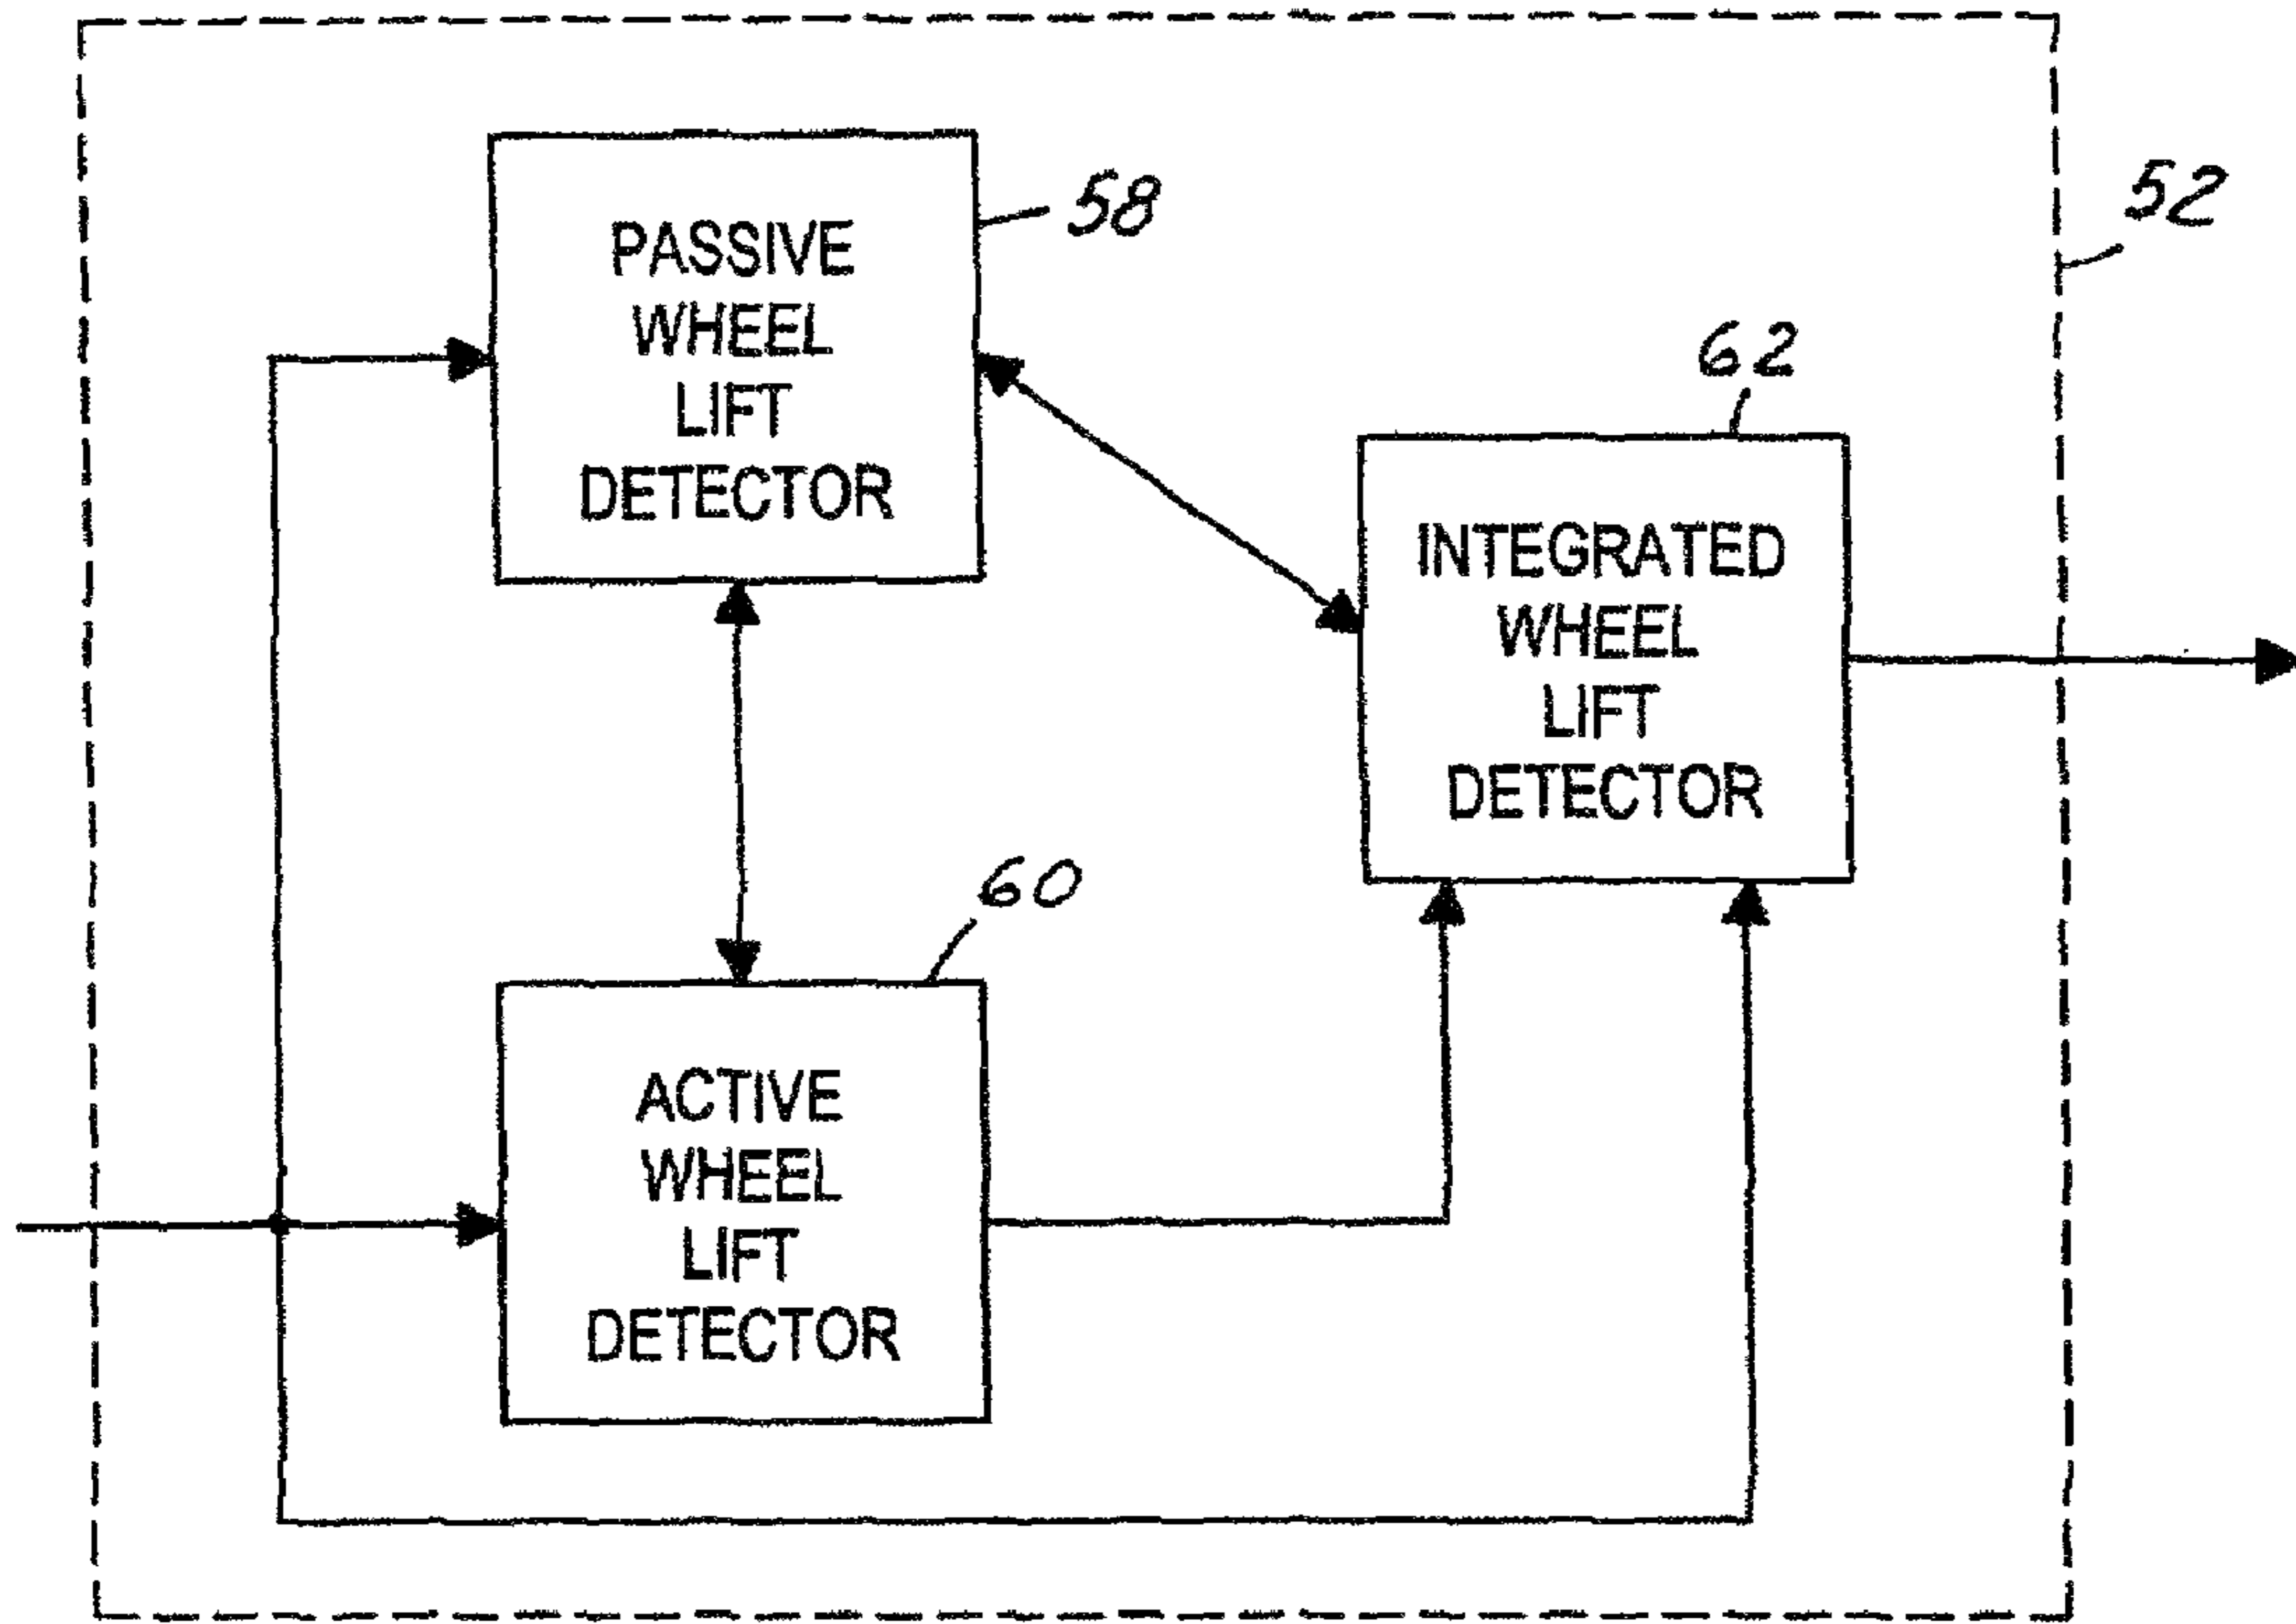 PASSIVE
WHEEL
LIFT
DETECTOR
58
52
62
INTEGRATED
WHEEL
LIFT
DETECTOR
60
ACTIVE
WHEEL
LIFT
DETECTOR